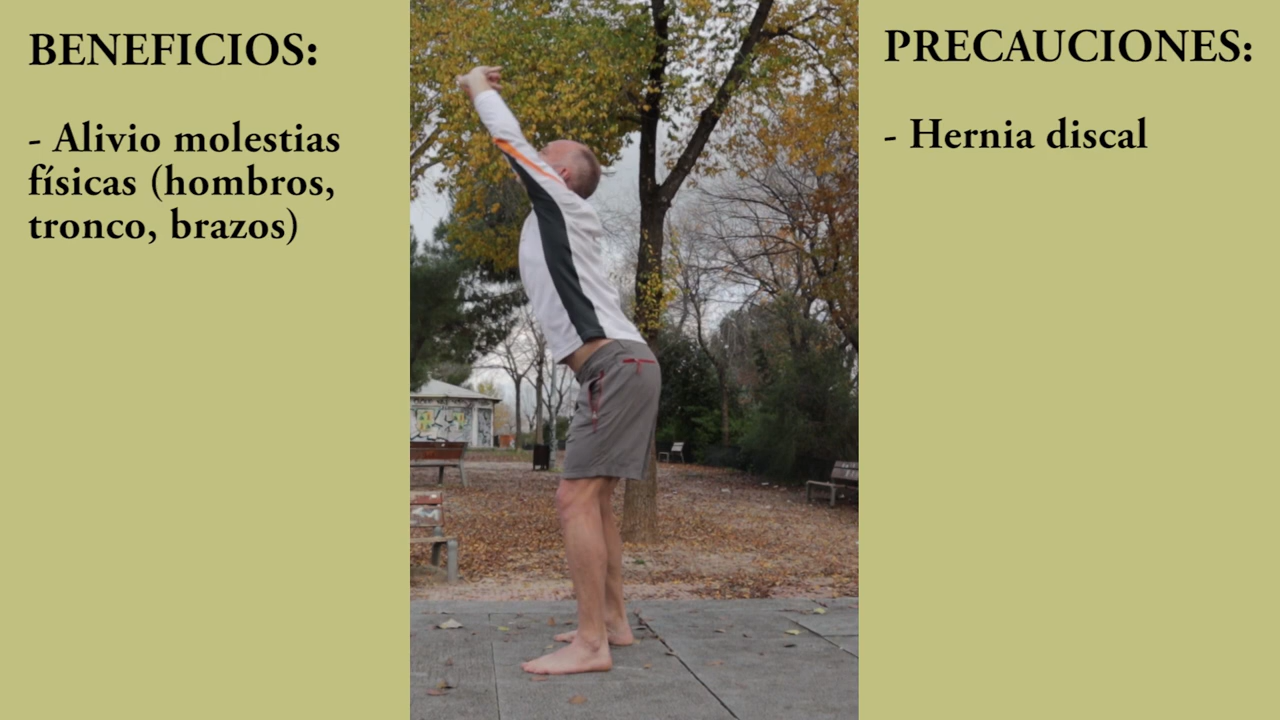 BENEFICIOS:
- Alivio molestias
físicas (hombros,
tronco, brazos)
PRECAUCIONES:
- Hernia discal